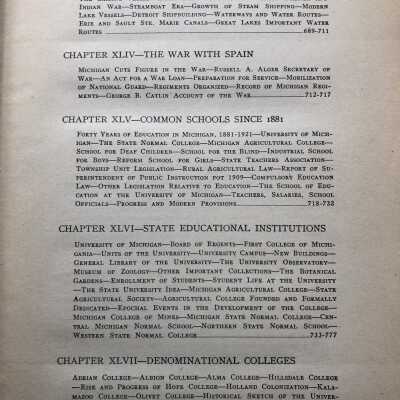 Indian War—Steamboat Era—Growth of Steam Shipping—Modern
Lake Vessels—Detroit Shipbuilding—Waterways and Water Routes—
Erie and Sault Ste. Marie Canals—Great Lakes Important Water
Routes 689-711
CHAPTER XLIV—THE WAR WITH SPAIN
Michigan Cuts Figure in the War—Russell A. Alger Secretary of
War—An Act for a War Loan—Preparation for Service—Mobilization
of National Guard—Regiments Organized—Record of Michigan Regi-
ments—George B. Catlin Account of the War 712-717
CHAPTER XLV—COMMON SCHOOLS SINCE 1881
Forty Years of Education in Michigan, 1881-1921—University of Mich-
igan—The State Normal College—Michigan Agricultural College—
School for Deaf Children—School for the Blind—Industrial School
for Boys—Reform School for Girls—State Teachers Association—
Township Unit Legislation—Rural Agricultural Law—Report of Su-
perintendent of Public Instruction fot 1909—Compulsory Education
Law—Other Legislation Relative to Education—The School of Edu-
cation at the University of Michigan—Teachers, Salaries, School
Officials—Progress and Modern Provisions 718-732
CHAPTER XLVI—STATE EDUCATIONAL INSTITUTIONS
University of Michigan—Board of Regents—First College of Michi-
gania—Units of the University—University Campus—New Buildings—
General Library of the University—The University Observatory—
Museum of Zoology—Other Important Collections—The Botanical
Gardens—Enrollment of Students—Student Life at the University
—The State University Idea—Michigan Agricultural College—State
Agricultural Society—Agricultural College Founded and Formally
Dedicated—Epochal Events in the Development of the College—
Michigan College of Mines—Michigan State Normal College—Cen-
tral Michigan Normal School—Northern State Normal School—
Western State Normal College 733-777
CHAPTER XLVII—DENOMINATIONAL COLLEGES
Adrian College—Albion College—Alma College—Hillsdale College
—Rise and Progress of Hope College—Holland Colonization—Kala-
mazoo College—Olivet College—Historical Sketch of the Univer-